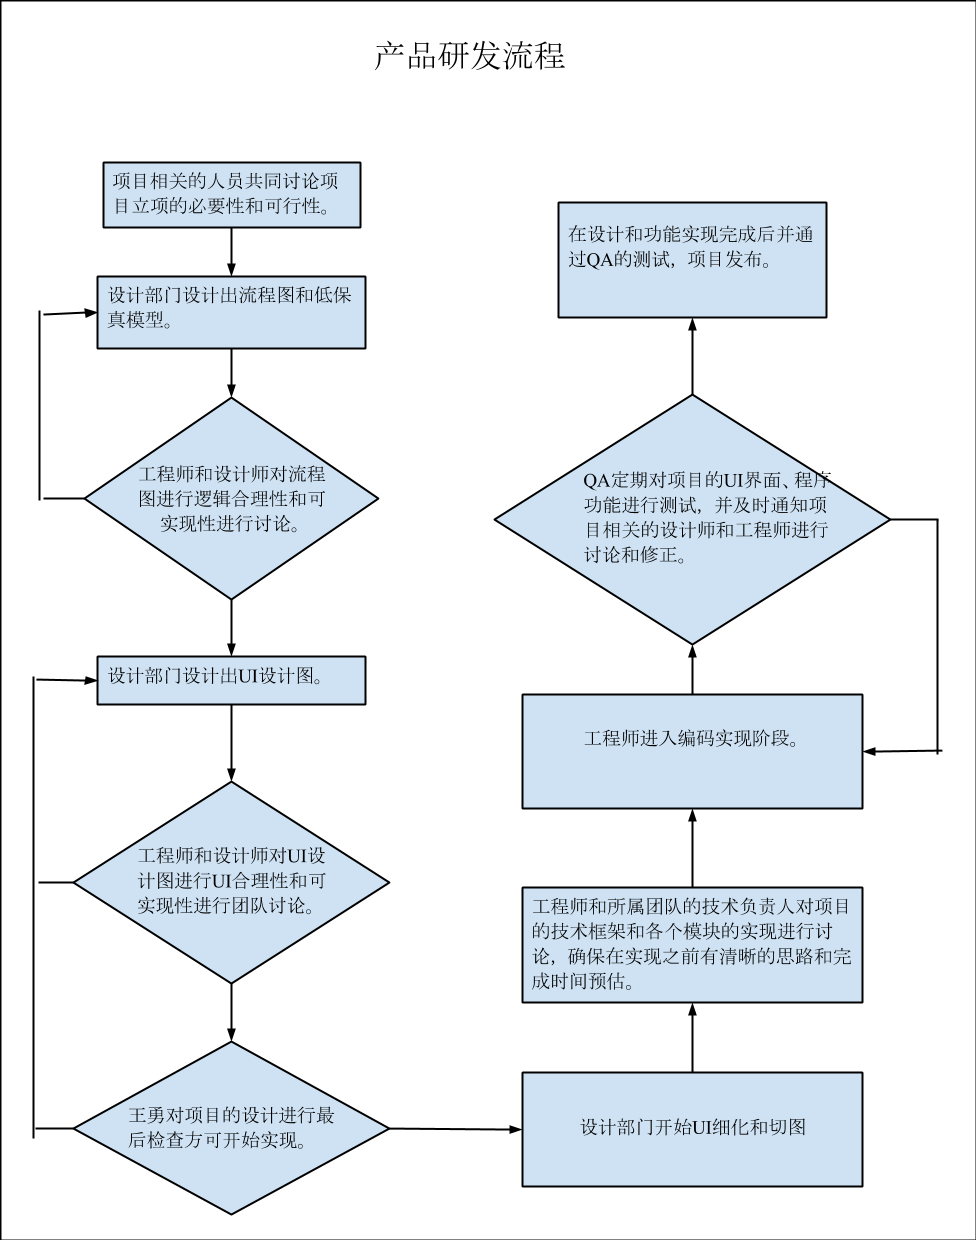 产品研发流程
项目相关的人员共同讨论项
目立项的必要性和可行性。
设计部门设计出流程图和低保
真模型。
工程师和设计师对流程
图进行逻辑合理性和可
实现性进行讨论。
设计部门设计出UI设计图。
工程师和设计师对UI设
计图进行UI合理性和可
实现性进行团队讨论。
王勇对项目的设计进行最
后检查方可开始实现。
设计部门开始UI细化和切图
工程师和所属团队的技术负责人对项目
的技术框架和各个模块的实现进行讨
论，确保在实现之前有清晰的思路和完
成时间预估。
工程师进入编码实现阶段。
QA定期对项目的UI界面、程序
功能进行测试，并及时通知项
目相关的设计师和工程师进行
讨论和修正。
在设计和功能实现完成后并通
过QA的测试，项目发布。